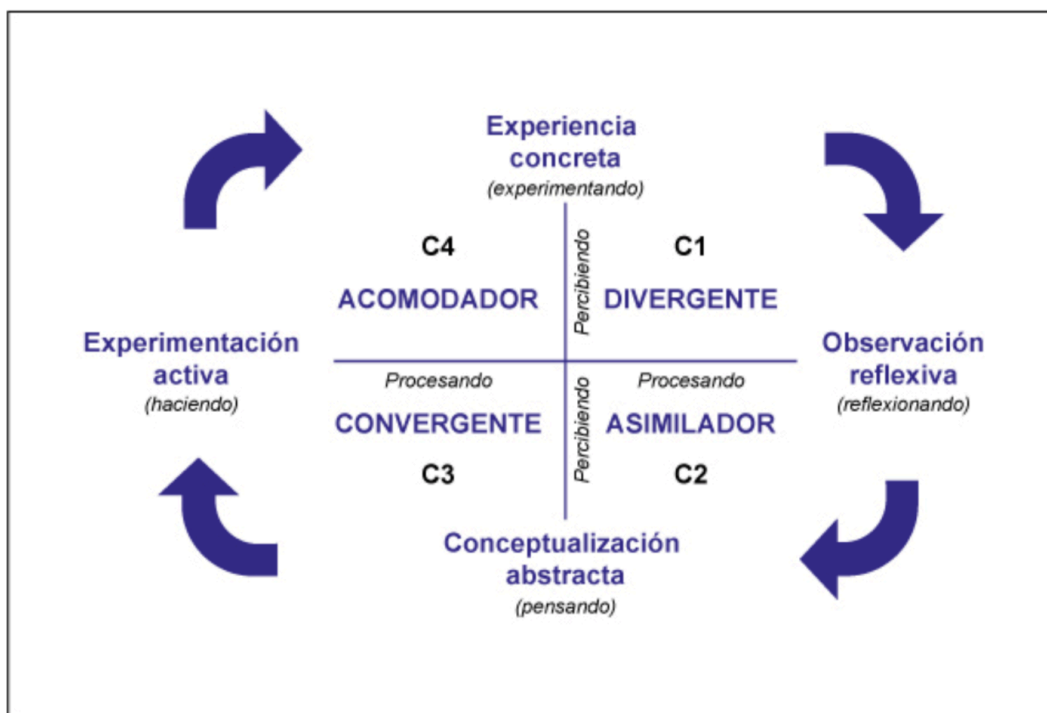 Experiencia
concreta
(experimentando)
C4
C1
Percibiendo
ACOMODADOR
DIVERGENTE
Experimentación
activa
(haciendo)
Observación
reflexiva
(reflexionando)
Procesando
Procesando
CONVERGENTE
Percibiendo
ASIMILADOR
C3
C2
Conceptualización
abstracta
(pensando)